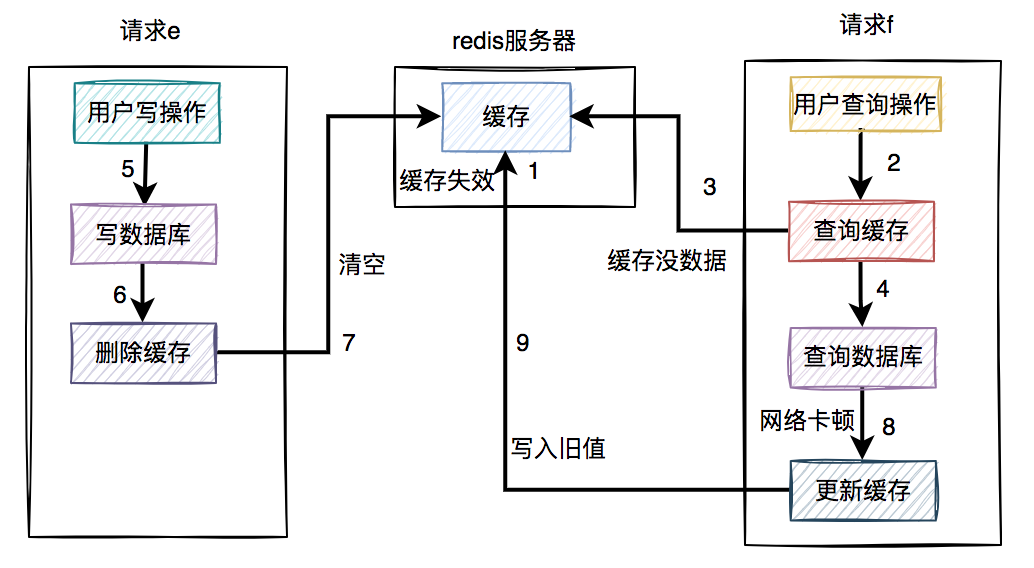 请求e
redis服务器
请求f
用户写操作
缓存
用户查询操作
5
缓存失效
1
2
3
写数据库
查询缓存
清空
缓存没数据
6
4
删除缓存
7
9
查询数据库
网络卡顿
8
写入旧值
更新缓存